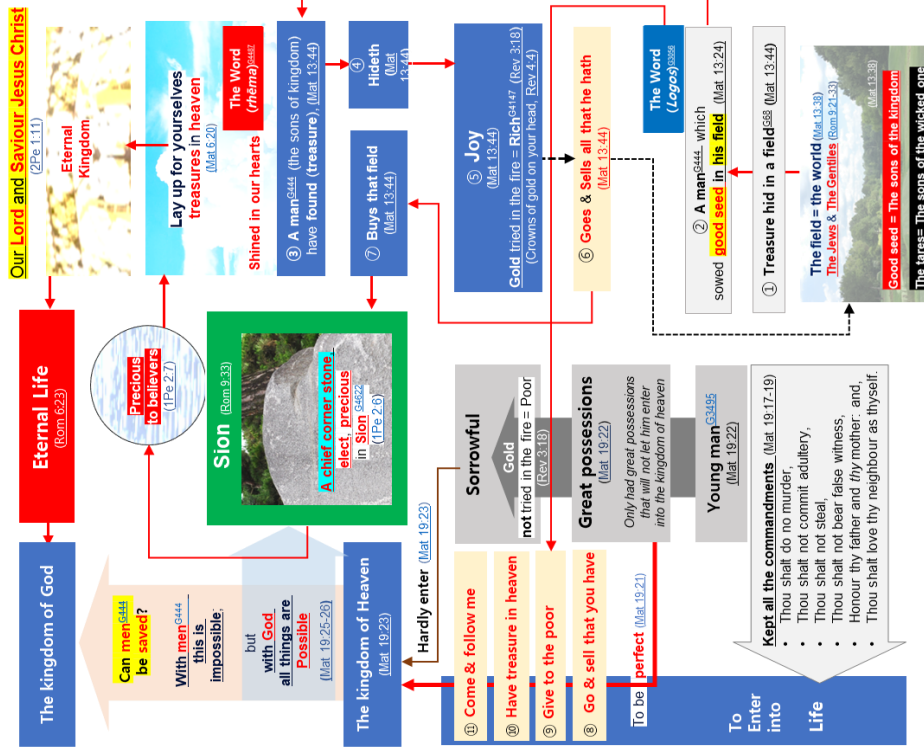 The kingdom of God
Eternal Life
(Rom 6:23)
Our Lord and Saviour Jesus Christ
(2Pe 1:11)
Eternal
Kingdom
Can menG444
be saved?
With menG444
this is
impossible;
but
with God
all things are
Possible
(Mat 19:25-26)
The kingdom of Heaven
(Mat 19:23)
Precious
to believers
(1Pe 2.7)
Sion (Rom 9:33)
A chief corner stone,
elect, precious
in Sion G4622
(1Pe 2.6)
Lay up for yourselves
treasures in heaven
(Mat 6:20)
The Word
(rhēma)G4487
Shined in our hearts
③ A manG444 (the sons of kingdom)
have found (treasure) (Mat 13:44)
④
Hideth
(Mat
13:44)
⑦ Buys that field
(Mat 13:44)
Hardly enter (Mat 19:23)
⑤ Joy
(Mat 13:44)
Gold tried in the fire = RichG4147 (Rev 3:18)
(Crowns of gold on your head, Rev 4:4)
⑥ Goes & Sells all that he hath
(Mat 13:44)
⑪ Come & follow me
⑩ Have treasure in heaven
⑨ Give to the poor
⑧ Go & sell that you have
To be perfect (Mat 19:21)
Sorrowful
Gold
not tried in the fire = Poor
(Rev 3:18)
Great possessions
(Mat 19:22)
Only had great possessions
that will not let him enter
into the kingdom of heaven
Young manG3495
(Mat 19:22)
The Word
(Logos)G3056
② A manG444 which
sowed good seed in his field (Mat 13:24)
① Treasure hid in a fieldG68 (Mat 13:44)
The field = the world (Mat 13.38)
The Jews & The Gentiles (Rom 9:21-33)
(Mat 13.38)
Good seed = The sons of the kingdom
The tares= The sons of the wicked one
To
Enter
into
Life
Kept all the commandments (Mat 19:17-19)
• Thou shalt do no murder,
• Thou shalt not commit adultery,
• Thou shalt not steal,
• Thou shalt not bear false witness,
• Honour thy father and thy mother: and,
• Thou shalt love thy neighbour as thyself.